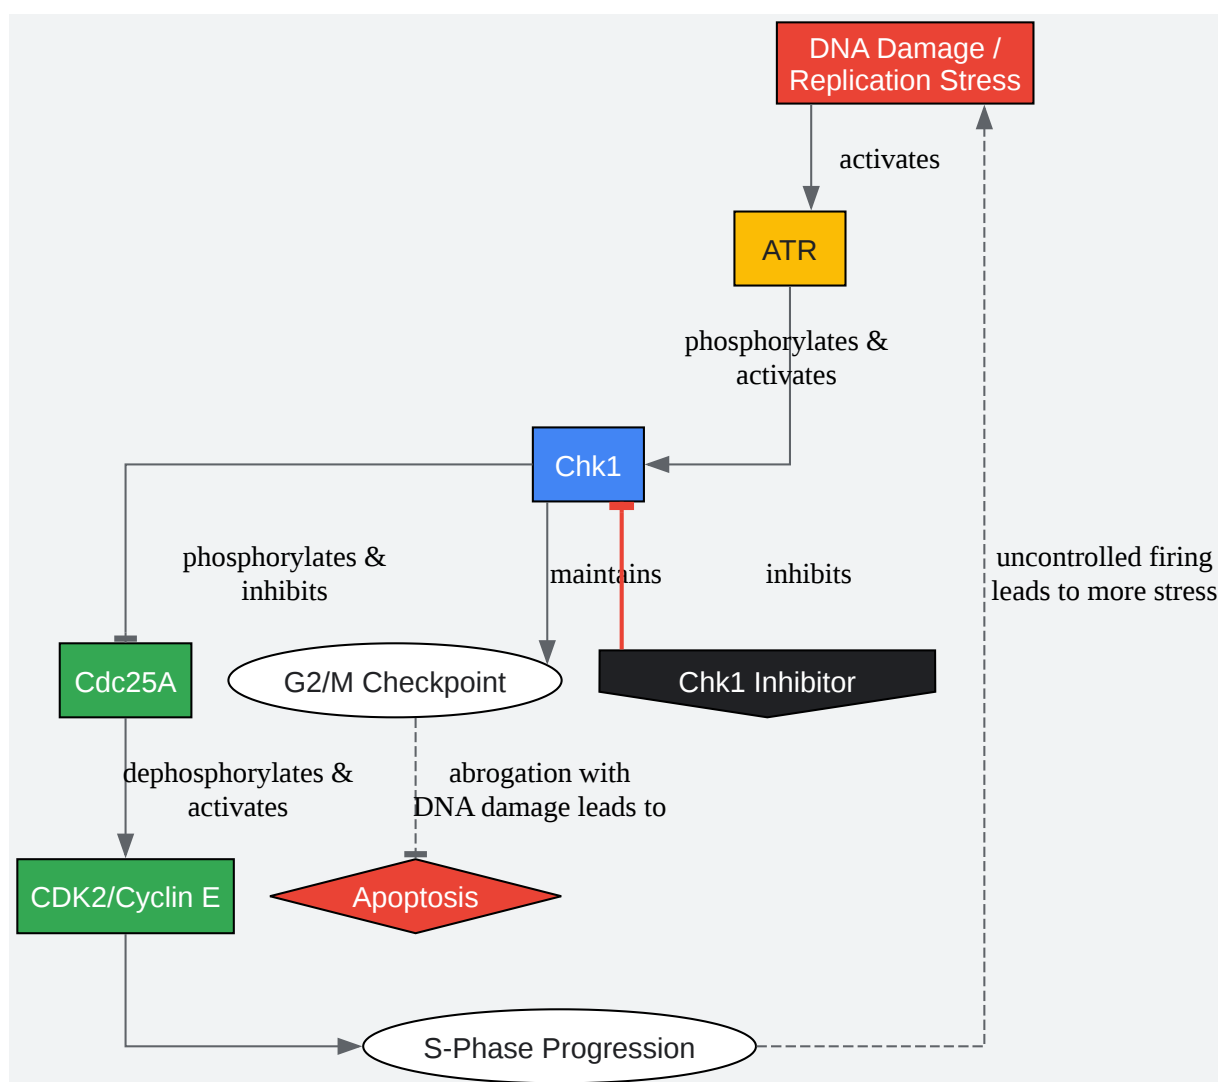 DNA Damage /
Replication Stress
activates
ATR
phosphorylates &
activates
Chk1
phosphorylates &
inhibits
maintains
inhibits
uncontrolled firing
leads to more stress
Cdc25A
G2/M Checkpoint
Chk1 Inhibitor
dephosphorylates &
activates
abrogation with
DNA damage leads to
CDK2/Cyclin E
Apoptosis
S-Phase Progression